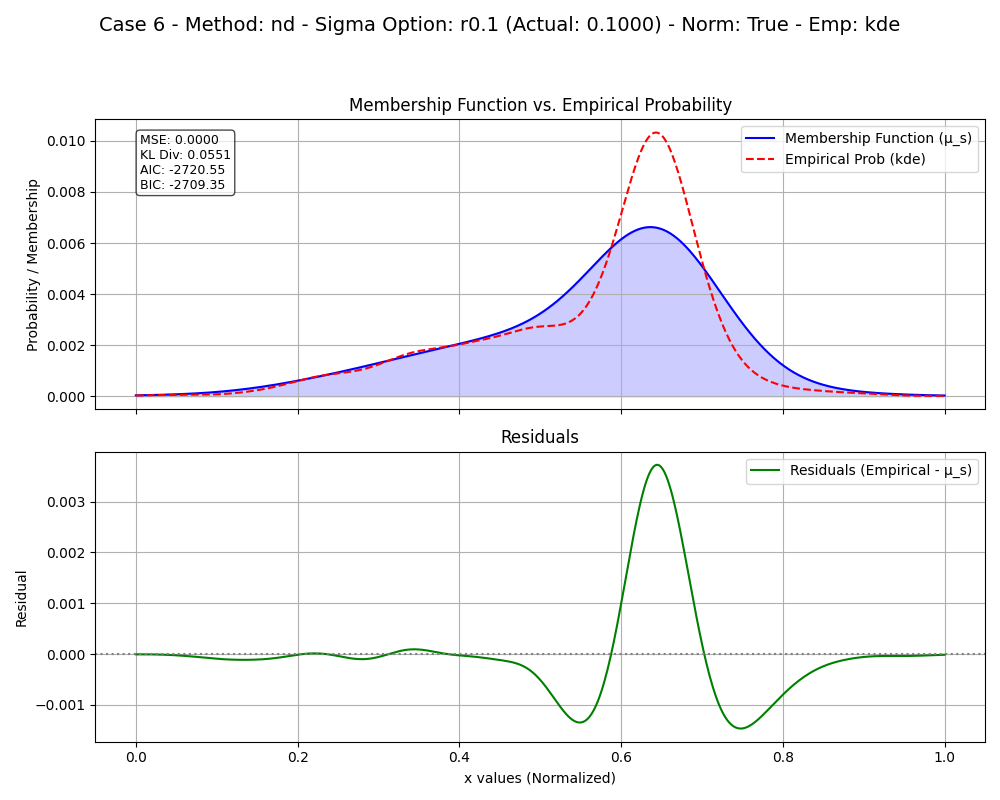 Case 6 - Method: nd - Sigma Option: r0.1 (Actual: 0.1000) - Norm: True - Emp: kde
Membership Function vs. Empirical Probability
MSE: 0.0000
KL Div: 0.0551
AIC: -2720.55
BIC: -2709.35
Membership Function (μ_s)
Empirical Prob (kde)
Probability / Membership
0.010
0.008
0.006
0.004
0.002
0.000
Residuals
Residuals (Empirical - μ_s)
Residual
0.003
0.002
0.001
0.000
−0.001
0.0
0.2
0.4
0.6
0.8
1.0
x values (Normalized)